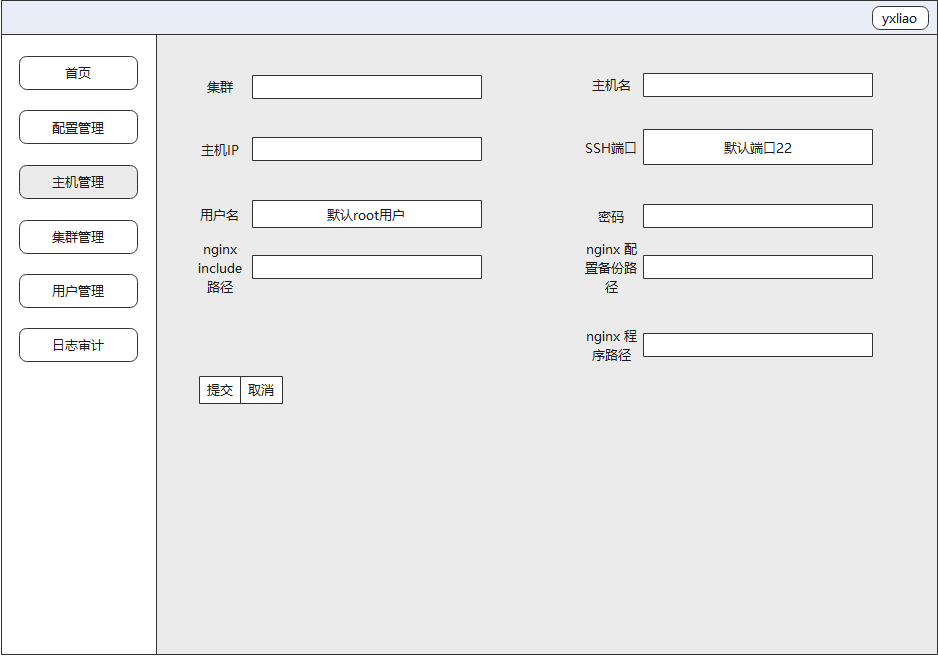 yxliao
首页
配置管理
主机管理
集群管理
用户管理
日志审计
集群
主机名
主机IP
SSH端口
默认端口22
用户名
默认root用户
密码
nginx
include
路径
nginx 配
置备份路
径
nginx 程
序路径
提交
取消